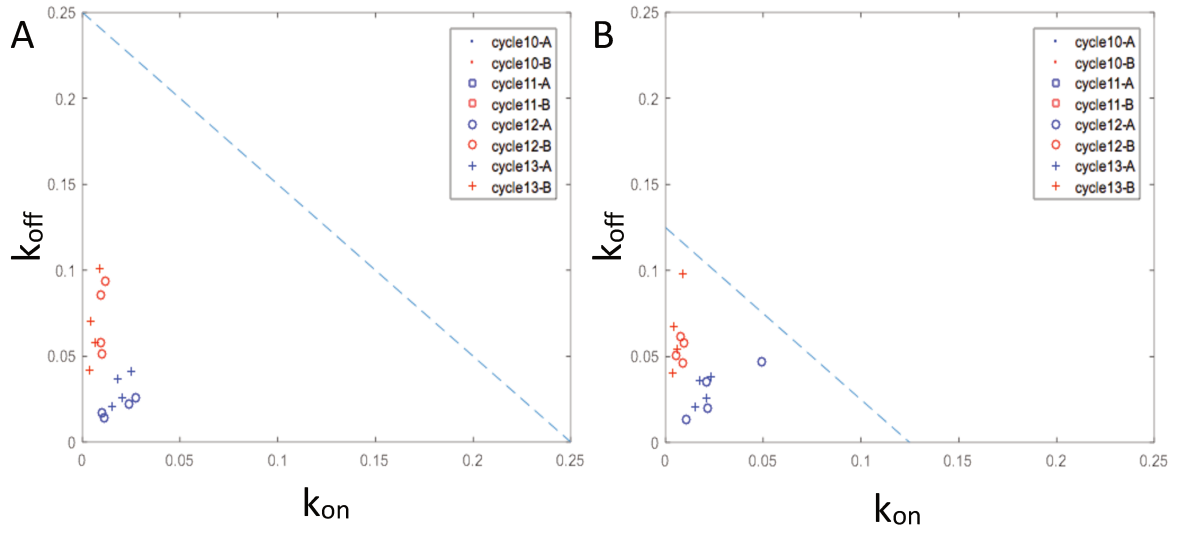 A
0.25
0.2
0.15
0.1
0.05
0
0
0.05
0.1
0.15
0.2
0.25
koff
kon
cycle10-A
cycle10-B
cycle11-A
cycle11-B
cycle12-A
cycle12-B
cycle13-A
cycle13-B
B
0.25
0.2
0.15
0.1
0.05
0
0
0.05
0.1
0.15
0.2
0.25
koff
kon
cycle10-A
cycle10-B
cycle11-A
cycle11-B
cycle12-A
cycle12-B
cycle13-A
cycle13-B